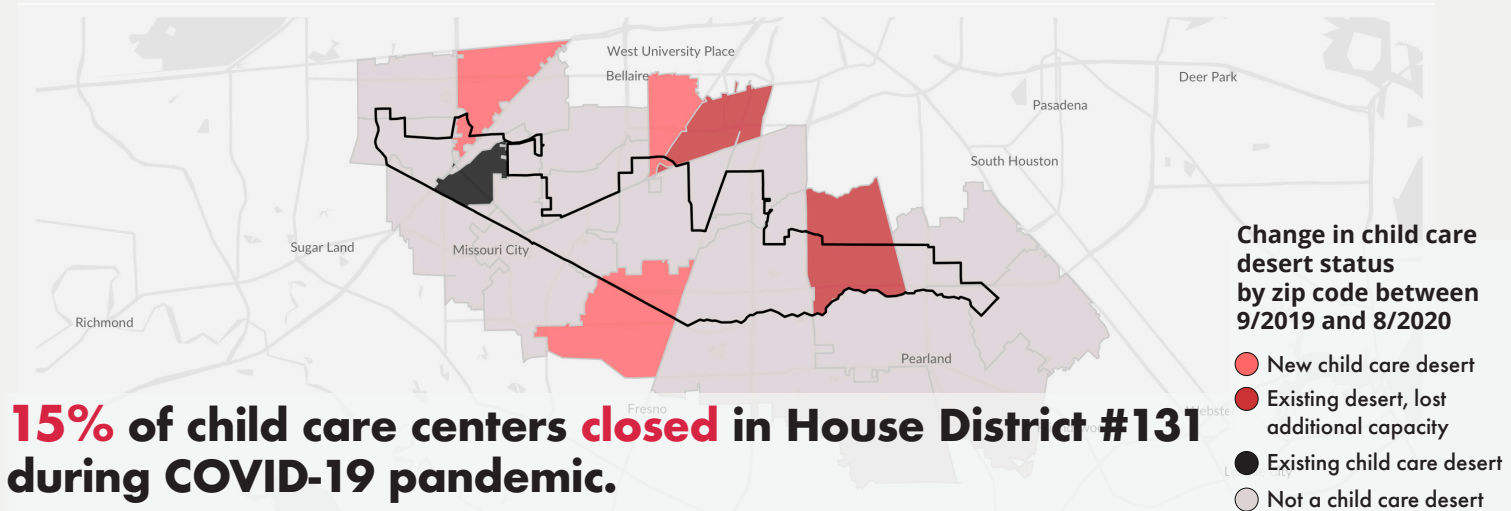 West University Place
Bellaire
Deer Park
Pasadena
South Houston
Sugar Land
Missouri City
Richmond
Pearland
Fresno
Change in child care
desert status
by zip code between
9/2019 and 8/2020
New child care desert
Existing desert, lost
additional capacity
Existing child care desert
Not a child care desert
15% of child care centers closed in House District #131
during COVID-19 pandemic.